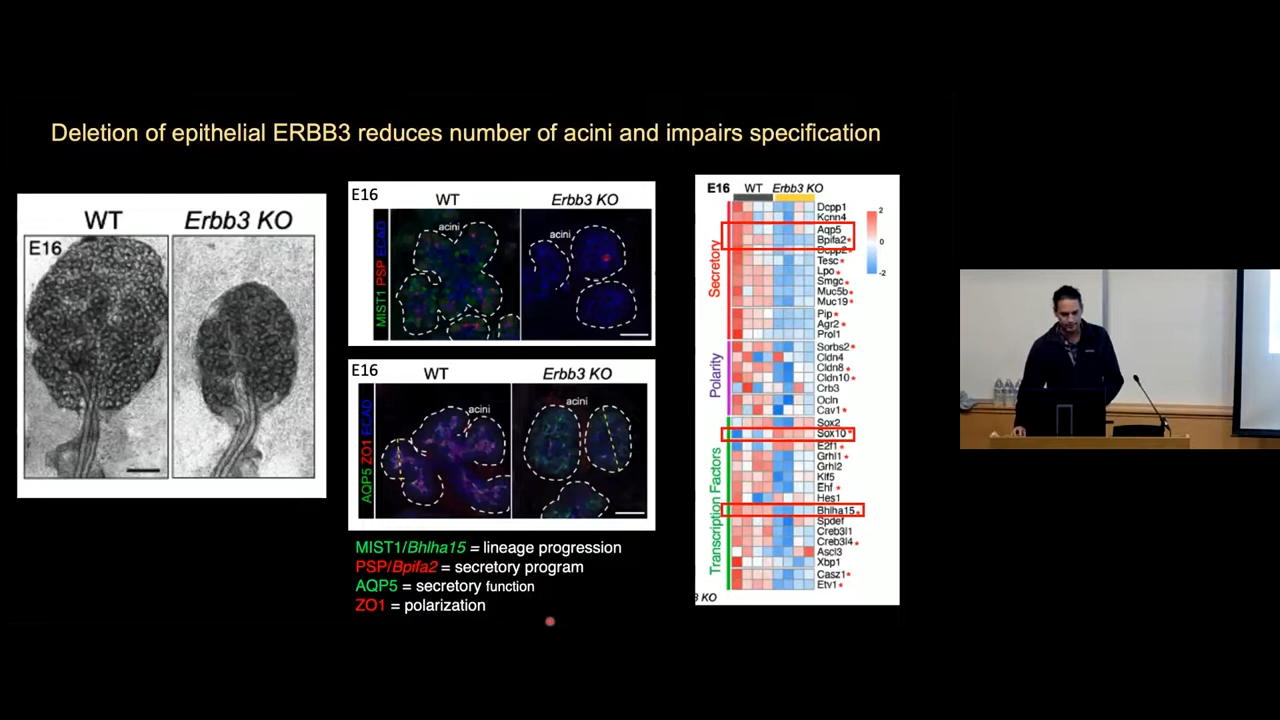 Deletion of epithelial ERBB3 reduces number of acini and impairs specification
WT
Erbb3 KO
E16
E16
WT
Erbb3 KO
acini
acini
MIST1 PSP ECAD
E16
WT
Erbb3 KO
acini
acini
AQP5 ZO1 ECAD
MIST1/Bhlha15 = lineage progression
PSP/Bpifa2 = secretory program
AQP5 = secretory function
ZO1 = polarization
E16 WT Erbb3 KO
2
0
-2
Secretory
Dcpp1
Kcnn4
Aqp5
Bpifa2*
Dcpp2*
Tesc*
Lpo*
Smgc*
Muc5b*
Muc19*
Pip*
Agr2*
Prol1
Polarity
Sorbs2*
Cldn4
Cldn8*
Cldn10*
Crb3
Ocln
Cav1*
Transcription Factors
Sox2
Sox10*
E2f1*
Grhl1*
Grhl2
Klf5
Ehf*
Hes1
Bhlha15*
Spdef
Creb3l1
Creb3l4*
Ascl3
Xbp1
Casz1*
Etv1*
3 KO